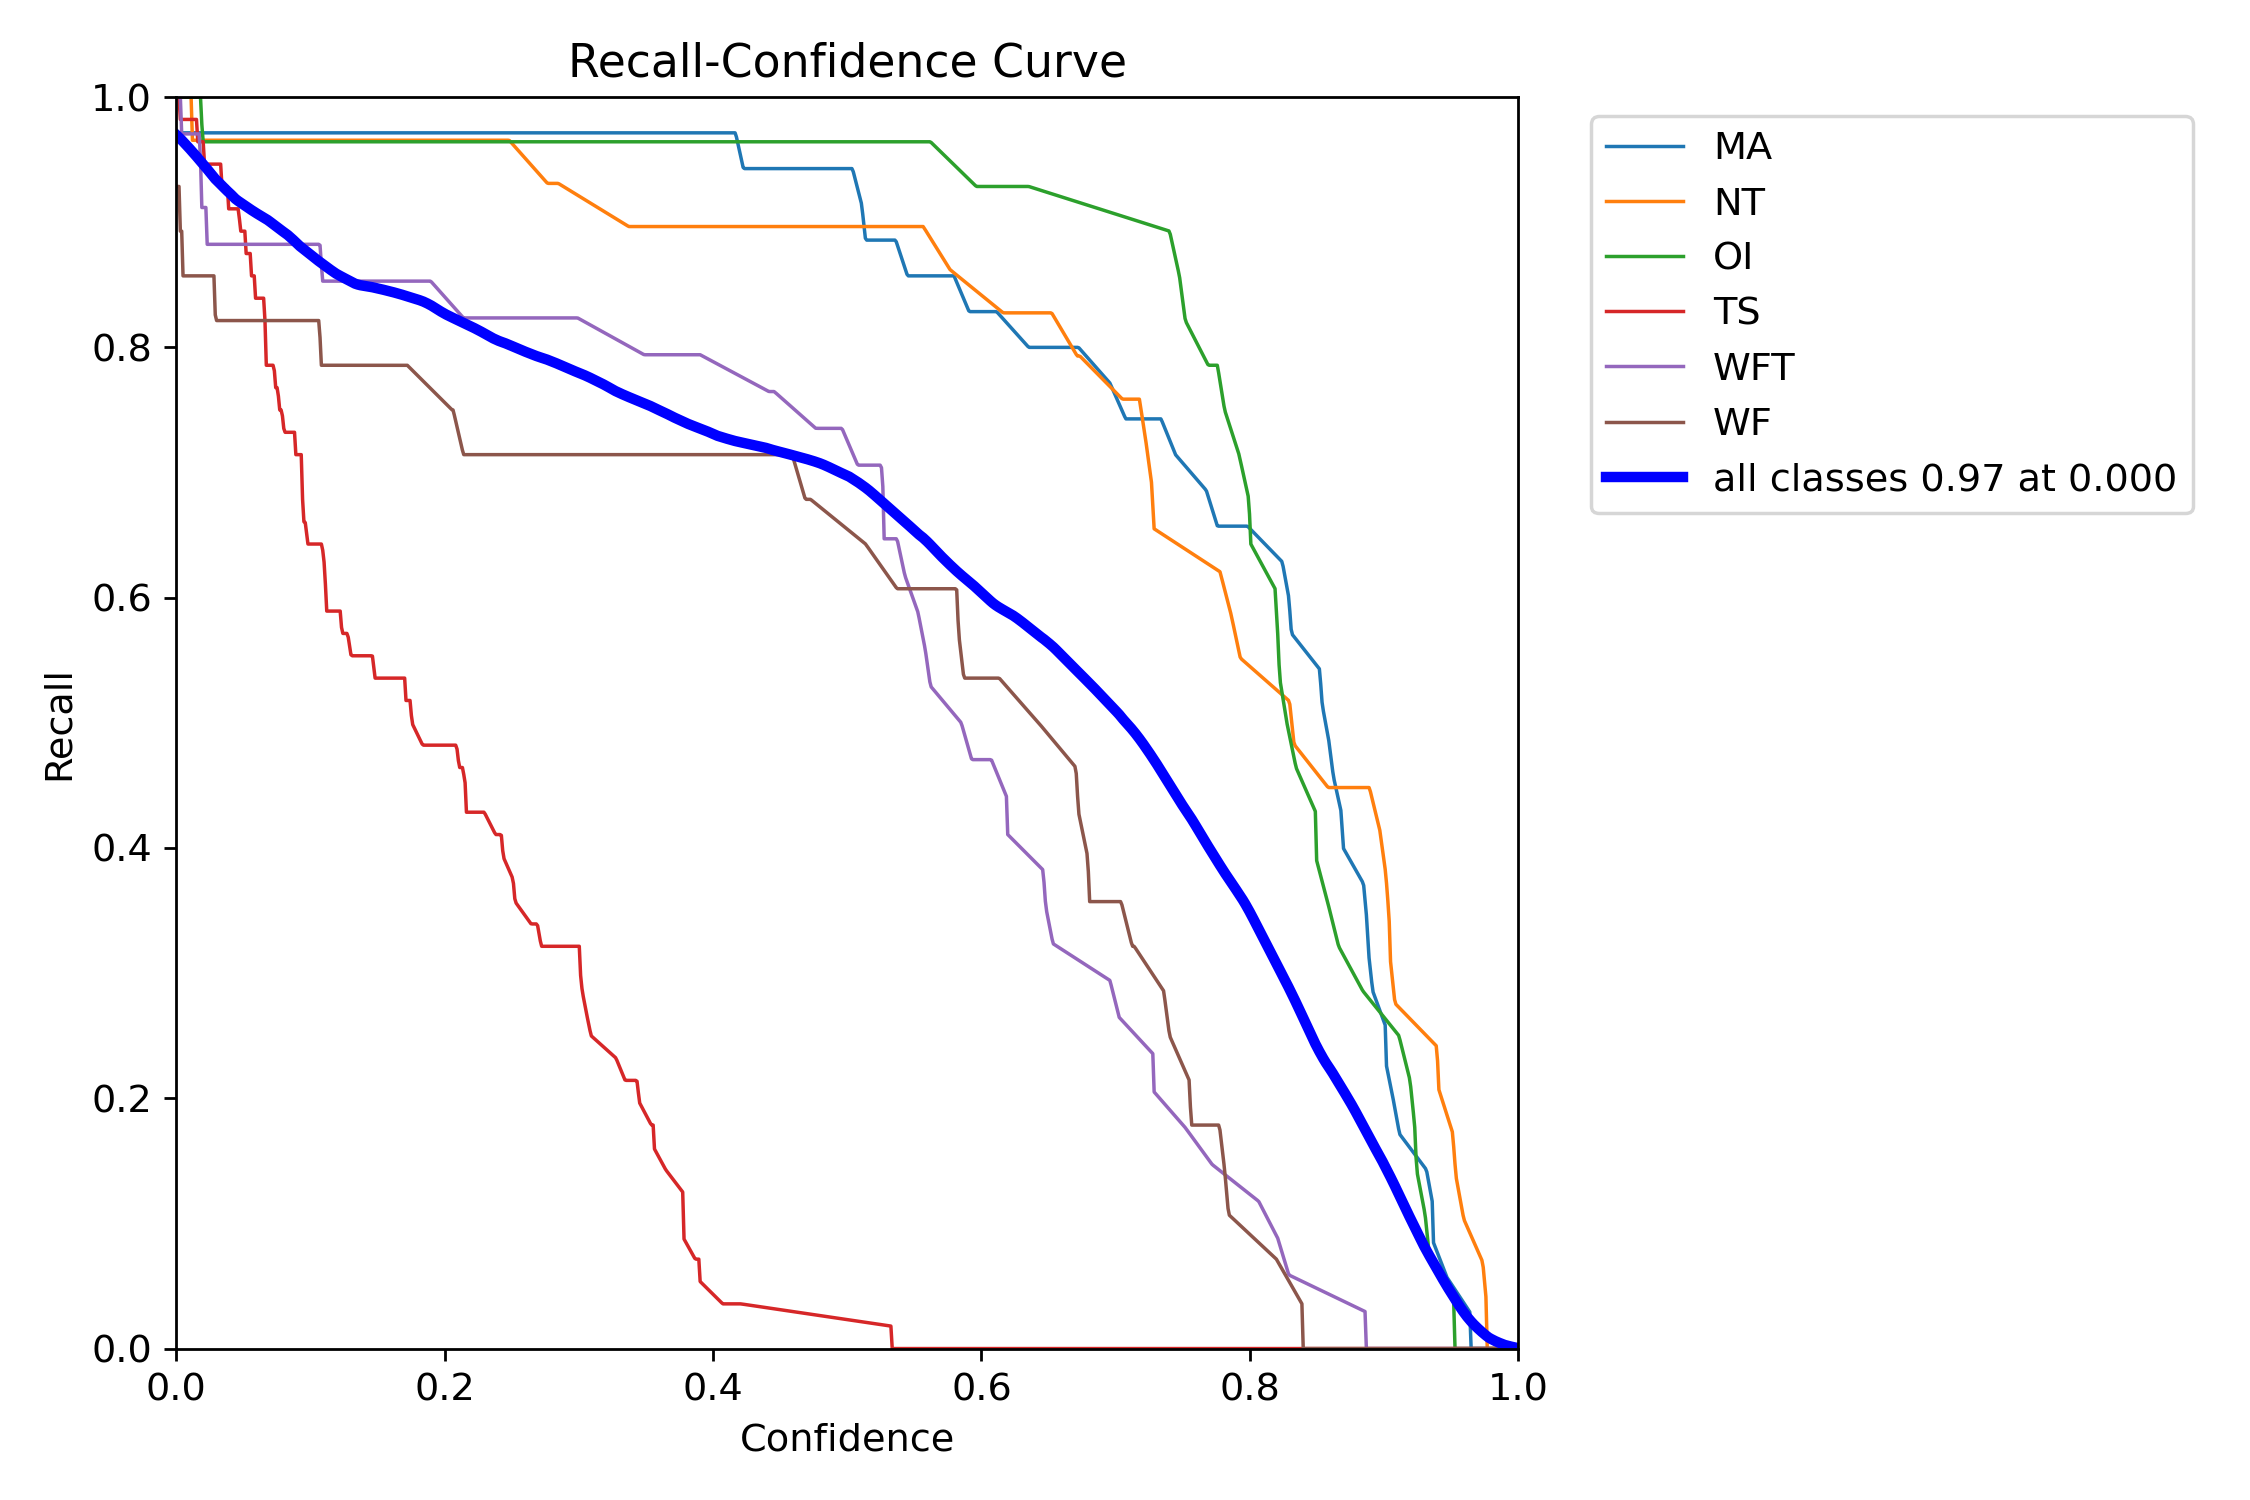 Recall-Confidence Curve
1.0
0.8
0.6
0.4
0.2
0.0
Recall
0.0 0.2 0.4 0.6 0.8 1.0
Confidence
MA
NT
OI
TS
WFT
WF
all classes 0.97 at 0.000